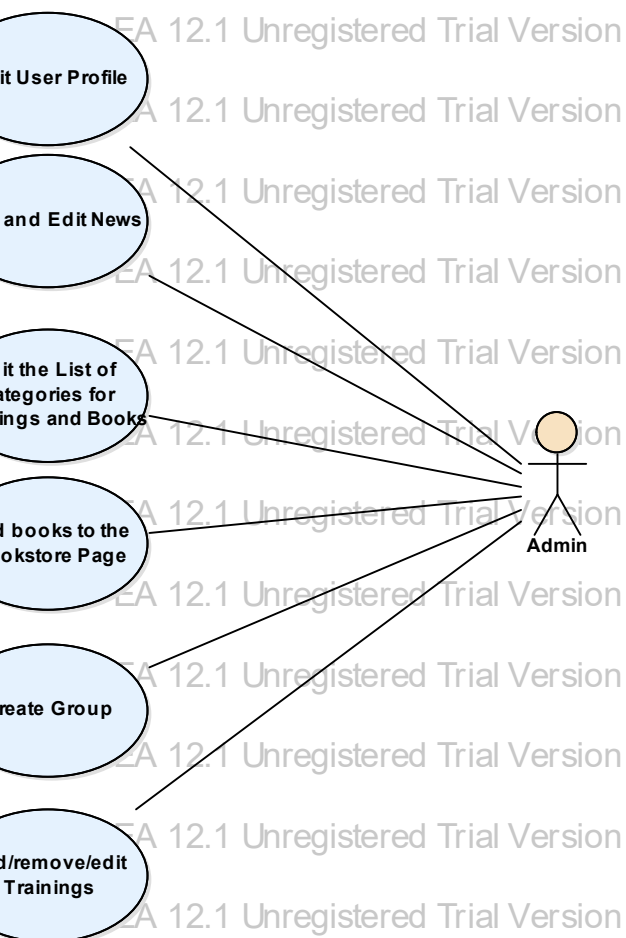 EA 12.1 Unregistered Trial Version
it User Profile
A 12.1 Unregistered Trial Version
A 12.1 Unregistered Trial Version
and Edit News
EA 12.1 Unregistered Trial Version
EA 12.1 Unregistered Trial Version
it the List of
ategories for
ings and Books
A 12.1 Unregistered Trial V on
A 12.1 Unregistered Trial Version
d books to the
okstore Page
Admin
EA 12.1 Unregistered Trial Version
EA 12.1 Unregistered Trial Version
reate Group
EA 12.1 Unregistered Trial Version
EA 12.1 Unregistered Trial Version
d/remove/edit
Trainings
EA 12.1 Unregistered Trial Version